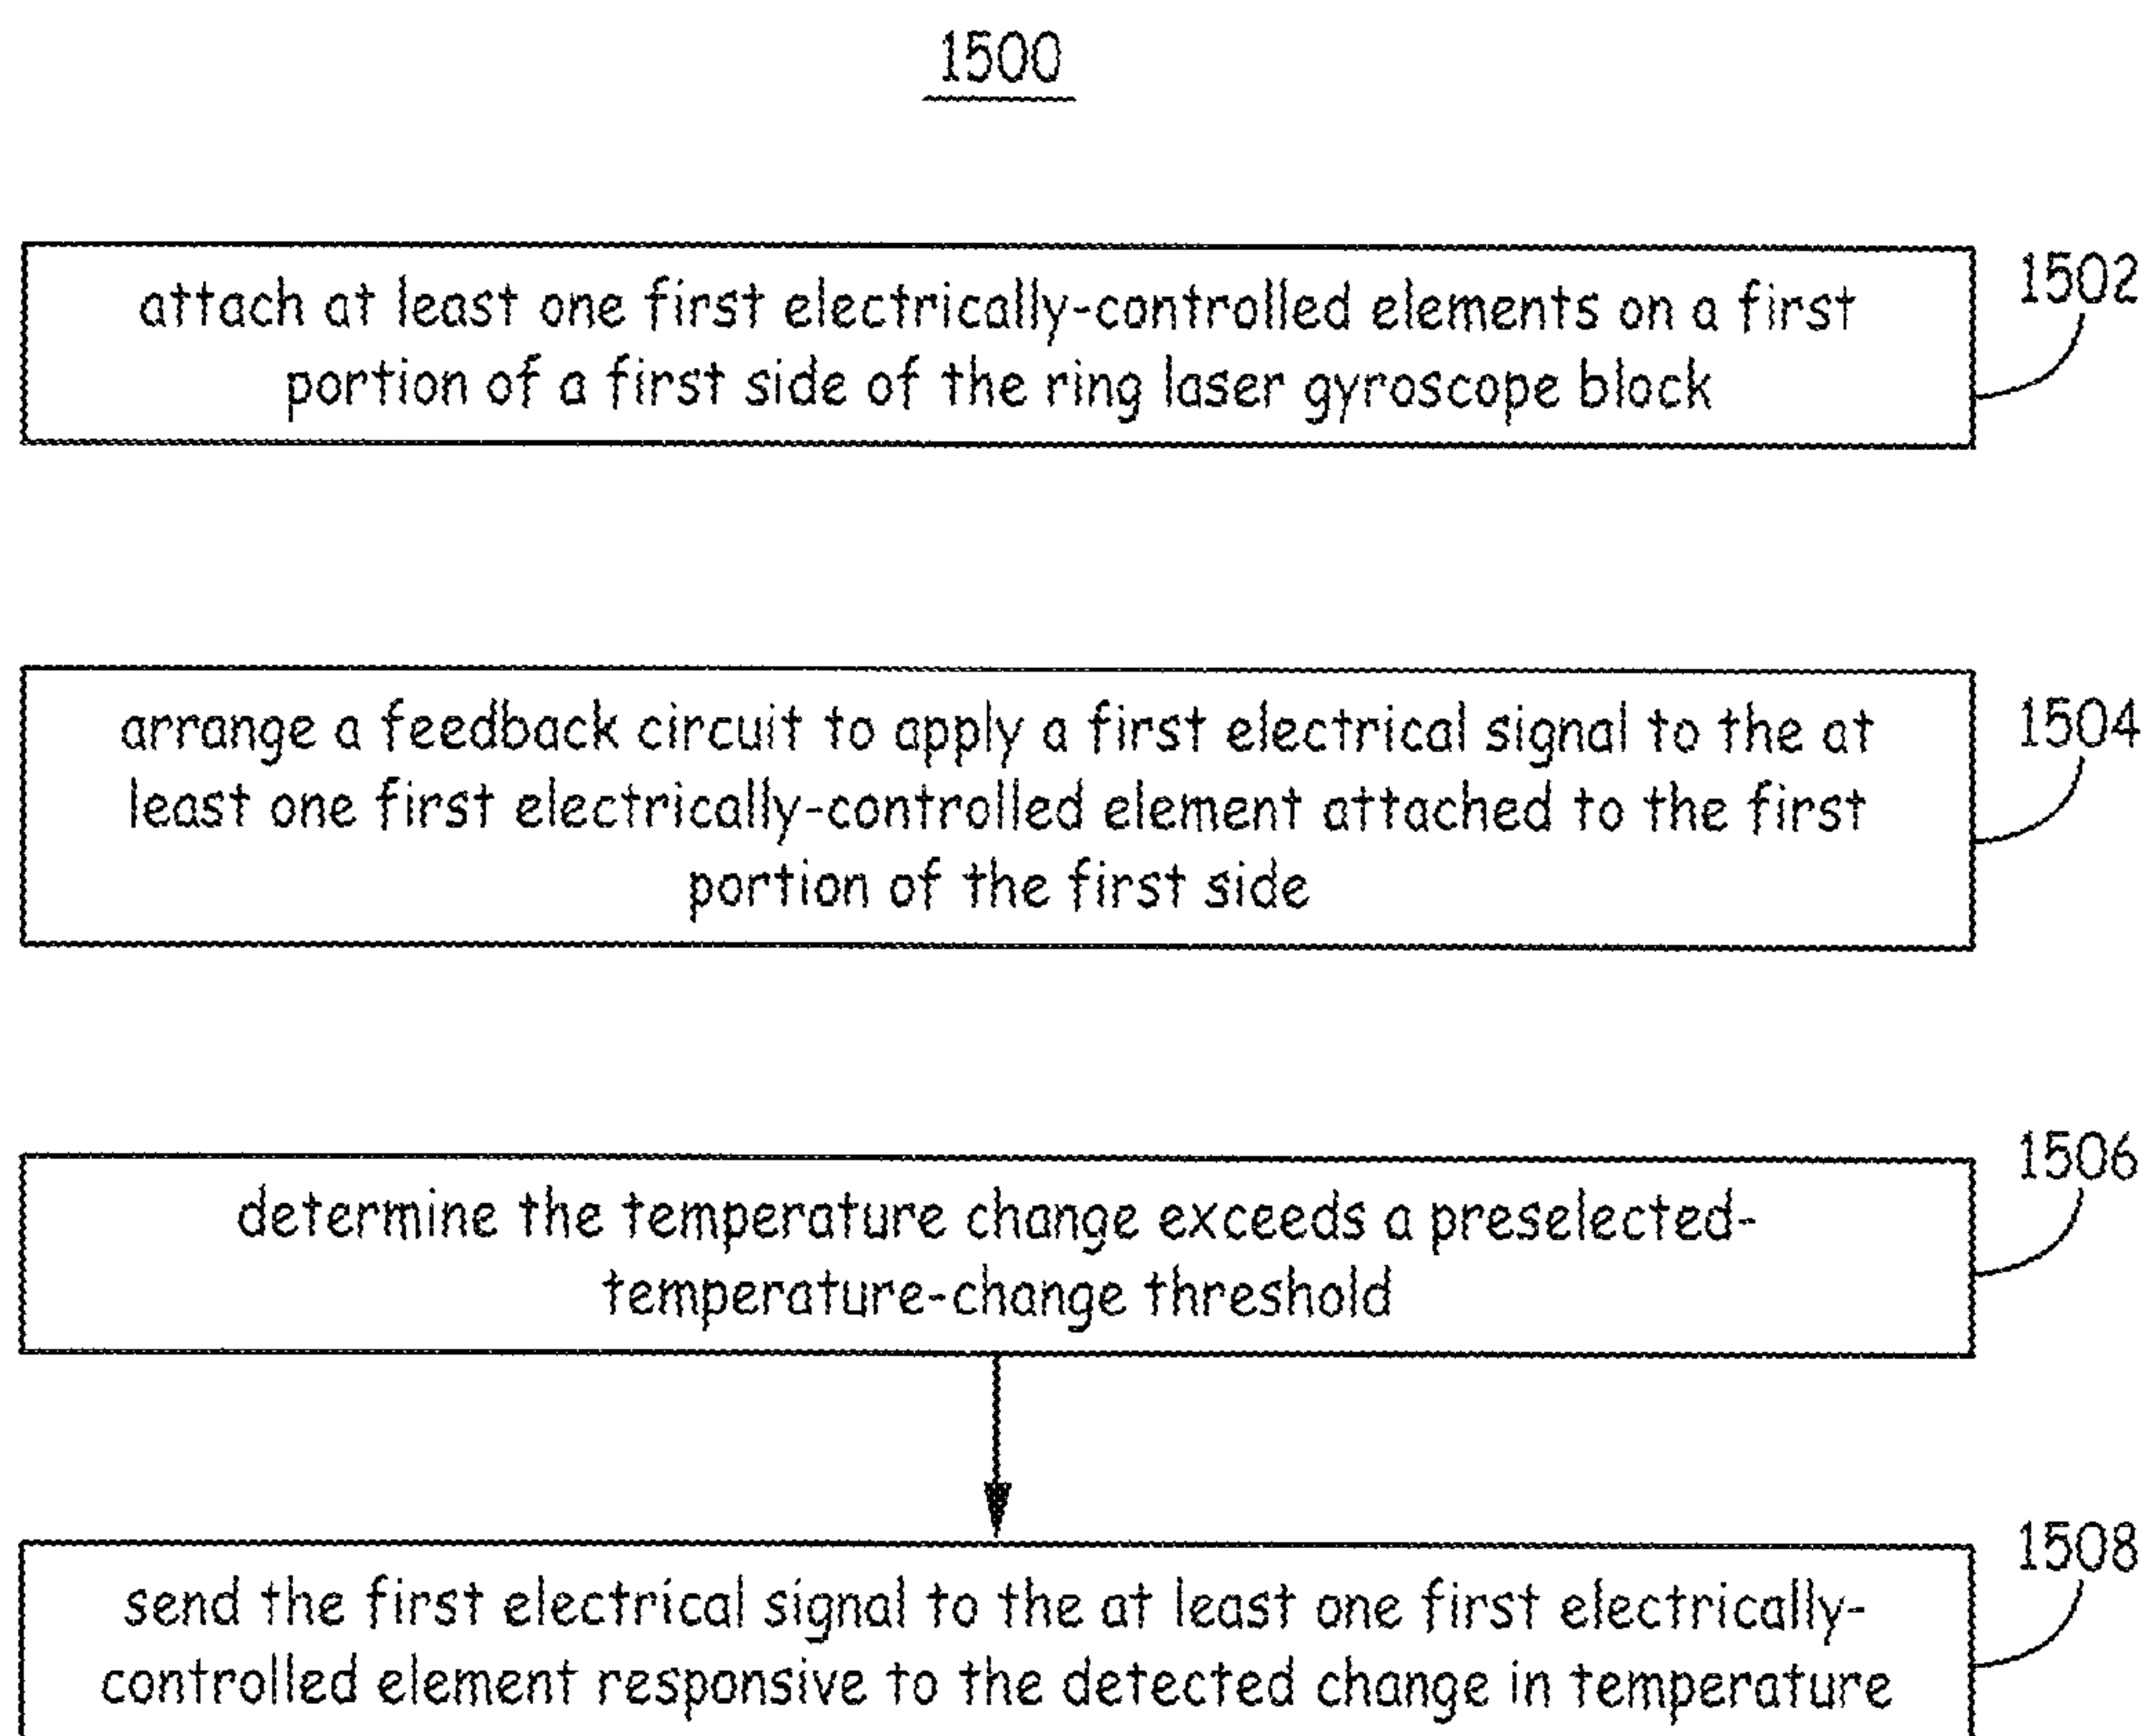 1500
attach at least one first electrically-controlled elements on a first
portion of a first side of the ring laser gyroscope block
1502
arrange a feedback circuit to apply a first electrical signal to the at
least one first electrically-controlled element attached to the first
portion of the first side
1504
determine the temperature change exceeds a preselected-
temperature-change threshold
1506
send the first electrical signal to the at least one first electrically-
controlled element responsive to the detected change in temperature
1508